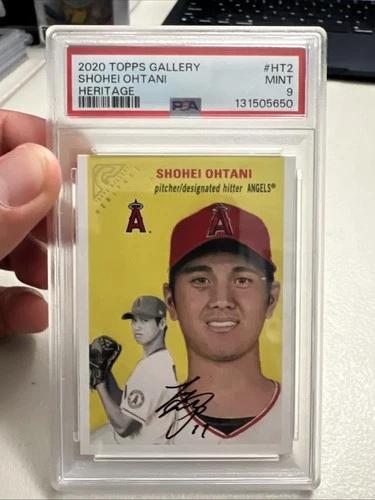 2020 TOPPS GALLERY #HT2
SHOHEI OHTANI MINT
HERITAGE 9
PSA 131505650
SHOHEI OHTANI
pitcher/designated hitter ANGELS®
A
A